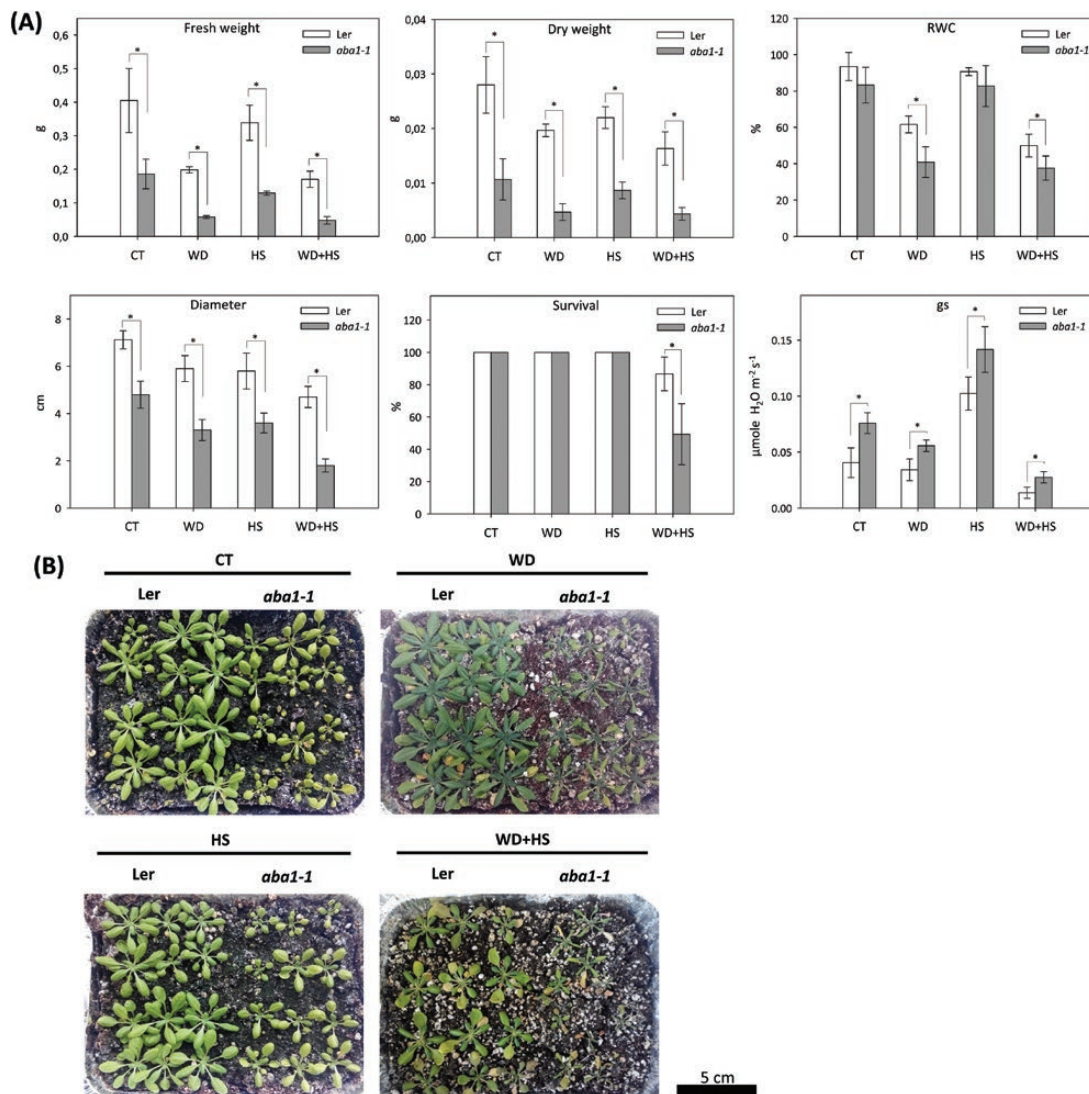 (A)
Fresh weight
Ler
aba1-1
0,6
0,5
0,4
0,3
0,2
0,1
0,0
g
*
*
*
*
CT
WD
HS
WD+HS
Dry weight
Ler
aba1-1
0,04
0,03
0,02
0,01
0,00
g
*
*
*
*
CT
WD
HS
WD+HS
RWC
Ler
aba1-1
120
100
80
60
40
20
0
%
*
*
CT
WD
HS
WD+HS
Diameter
Ler
aba1-1
8
6
4
2
0
cm
*
*
*
*
CT
WD
HS
WD+HS
Survival
Ler
aba1-1
120
100
80
60
40
20
0
%
*
CT
WD
HS
WD+HS
gs
Ler
aba1-1
0.15
0.10
0.05
0.00
μmole H₂O m⁻² s⁻¹
*
*
*
*
CT
WD
HS
WD+HS
(B)
CT
Ler aba1-1
WD
Ler aba1-1
HS
Ler aba1-1
WD+HS
Ler aba1-1
5 cm